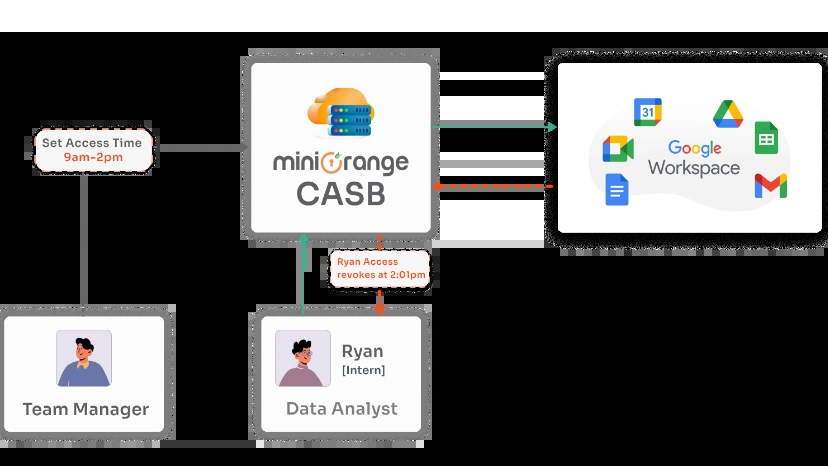 Set Access Time
9am-2pm
miniOrange
CASB
31
Google
Workspace
Ryan Access
revokes at 2:01pm
Team Manager
Ryan
[Intern]
Data Analyst